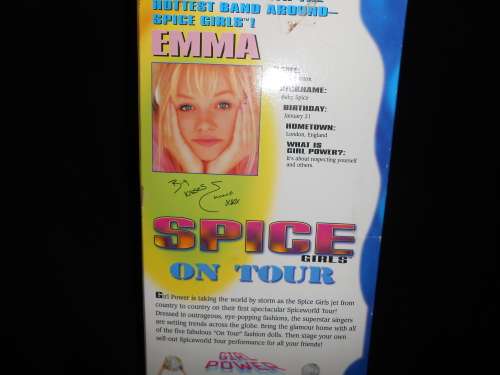 HOTTEST BAND AROUND—
SPICE GIRLS™!
EMMA
NICKNAME:
Baby Spice
BIRTHDAY:
January 21
HOMETOWN:
London, England
WHAT IS
GIRL POWER?:
It's about respecting yourself
and others.
Big
Kisses
Emma
xxx
SPICE
GIRLS
ON TOUR
Girl Power is taking the world by storm as the Spice Girls jet from
country to country on their first spectacular Spiceworld Tour!
Dressed in outrageous, eye-popping fashions, the superstar singers
are setting trends across the globe. Bring the glamour home with all
of the five fabulous "On Tour" fashion dolls. Then stage your own
sell-out Spiceworld Tour performance for all your friends!
GIRL
POWER